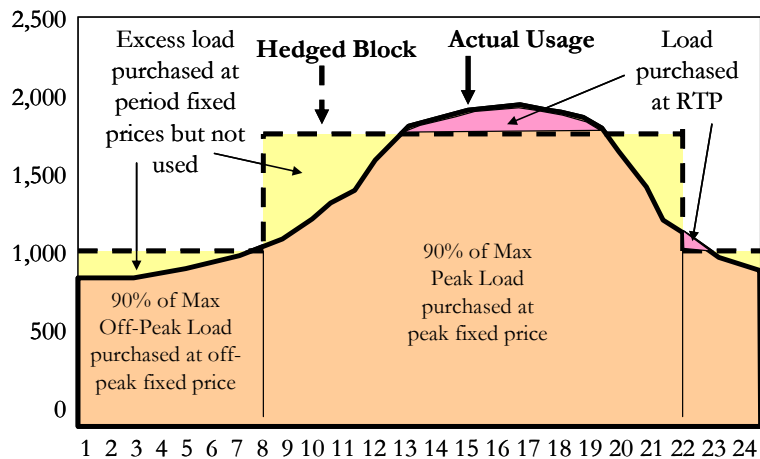 2,500
2,000
1,500
1,000
500
0
Excess load
purchased at
period fixed
prices but not
used
Hedged Block
Actual Usage
Load
purchased
at RTP
90% of Max
Off-Peak Load
purchased at off-
peak fixed price
90% of Max
Peak Load
purchased at
peak fixed price
1 2 3 4 5 6 7 8 9 10 11 12 13 14 15 16 17 18 19 20 21 22 23 24